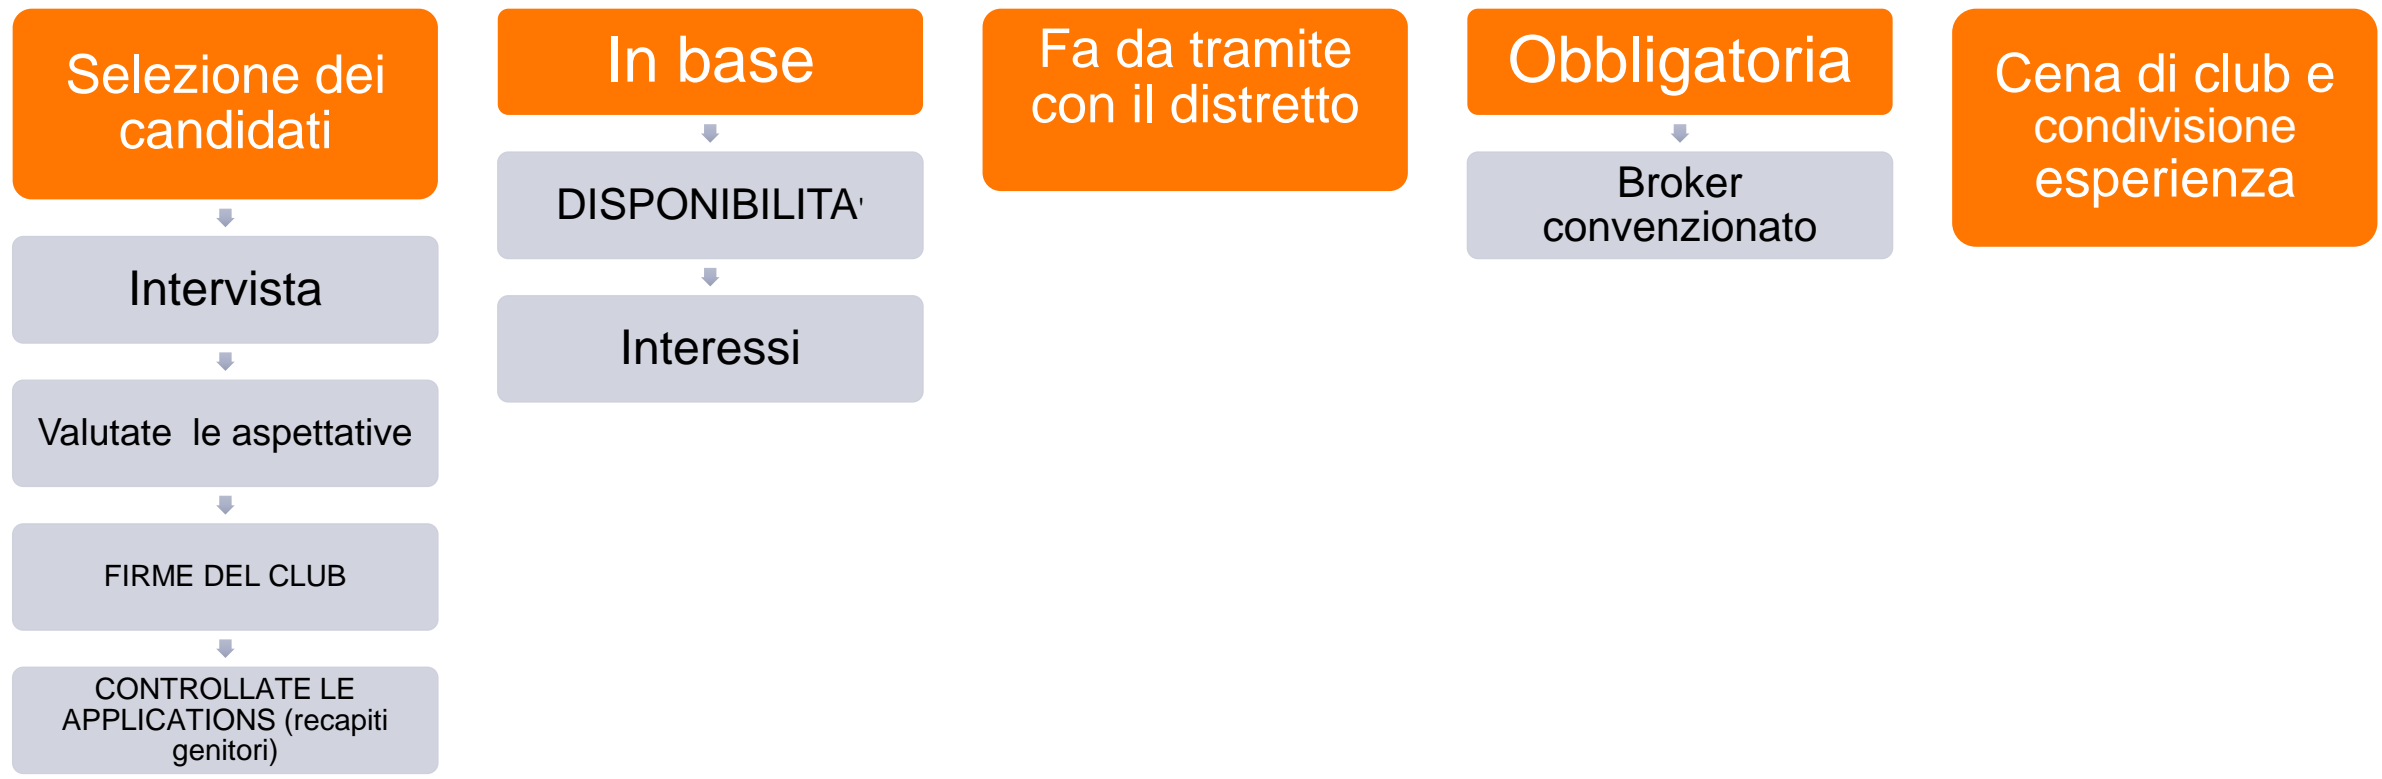 Selezione dei
candidati
Intervista
Valutate  le aspettative
FIRME DEL CLUB
CONTROLLATE LE
APPLICATIONS (recapiti
genitori)
In base
DISPONIBILITA'
Interessi
Fa da tramite
con il distretto
Obbligatoria
Broker
convenzionato
Cena di club e
condivisione
esperienza